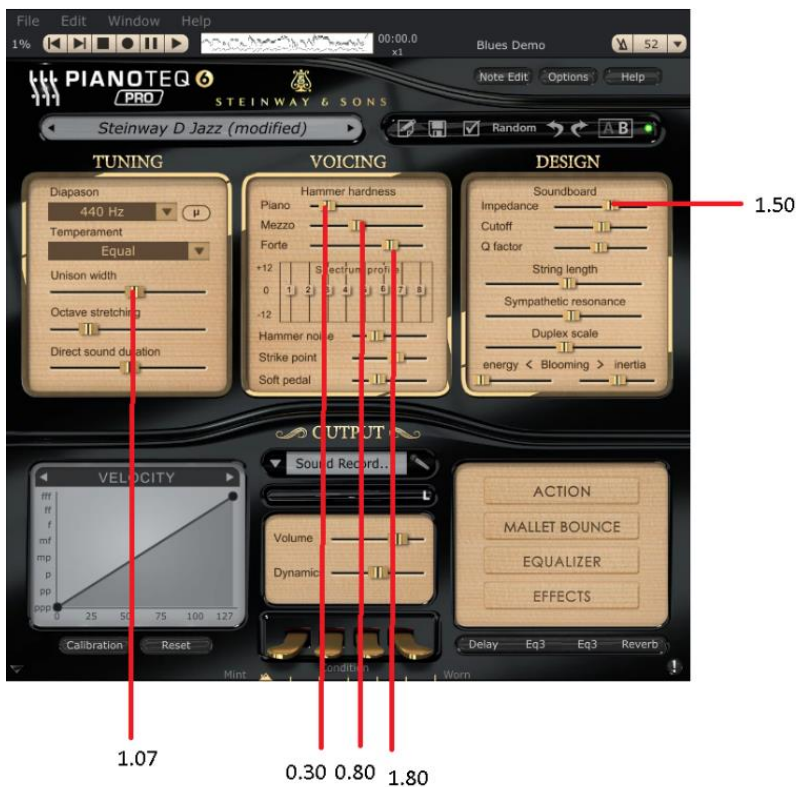 File Edit Window Help
1% 00:00.0
x1 Blues Demo 52
PIANOTEQ 6
PRO
STEINWAY & SONS
Note Edit Options Help
Steinway D Jazz (modified)
Random A B
TUNING
Diapason
440 Hz µ
Temperament
Equal
Unison width
Octave stretching
Direct sound duration
VOICING
Hammer hardness
Piano
Mezzo
Forte
Spectrum profile
+12
0 1 2 3 4 5 6 7 8
-12
Hammer noise
Strike point
Soft pedal
DESIGN
Soundboard
Impedance
Cutoff
Q factor
String length
Sympathetic resonance
Duplex scale
energy < Blooming > inertia
1.50
VELOCITY
fff
ff
f
mf
mp
p
pp
ppp
0 25 50 75 100 127
Calibration Reset
OUTPUT
Sound Record...
L
Volume
Dynamics
Mint Condition Worn
ACTION
MALLET BOUNCE
EQUALIZER
EFFECTS
Delay Eq3 Eq3 Reverb
!
1.07
0.30 0.80 1.80